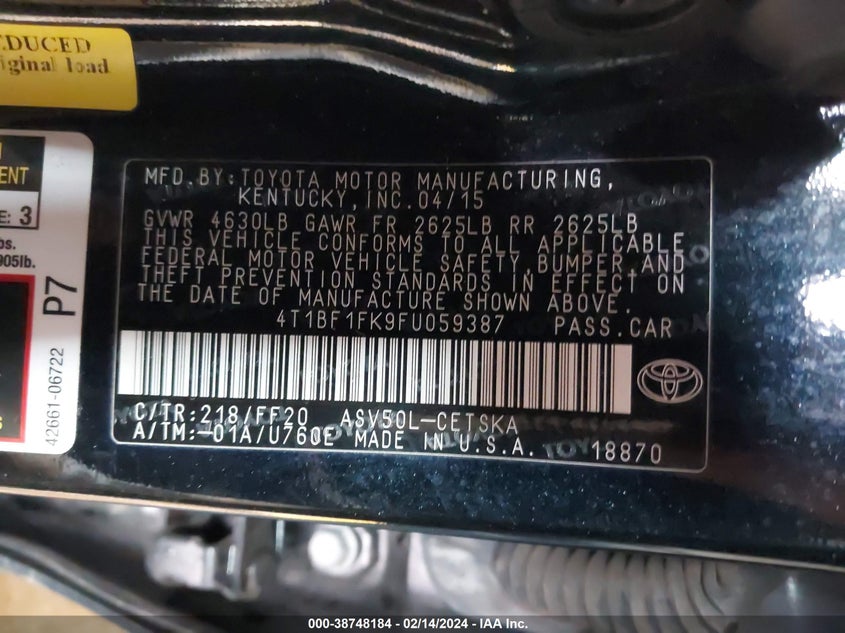 EDUCED
iginal load
ENT
E: 3
bs.
905lb.
P7
42661-06722
MFD.BY:TOYOTA MOTOR MANUFACTURING,
KENTUCKY, INC.04/15
GVWR 4630LB GAWR FR 2625LB RR 2625LB
THIS VEHICLE CONFORMS TO ALL APPLICABLE
FEDERAL MOTOR VEHICLE SAFETY,BUMPER,AND
THEFT PREVENTION STANDARDS IN EFFECT ON
THE DATE OF MANUFACTURE SHOWN ABOVE.
4T1BF1FK9FU059387 PASS.CAR
C/TR:218/FF20 ASV50L-CETSKA
A/TM:-01A/U760E MADE IN U.S.A. 18870
000-38748184 - 02/14/2024 - IAA Inc.